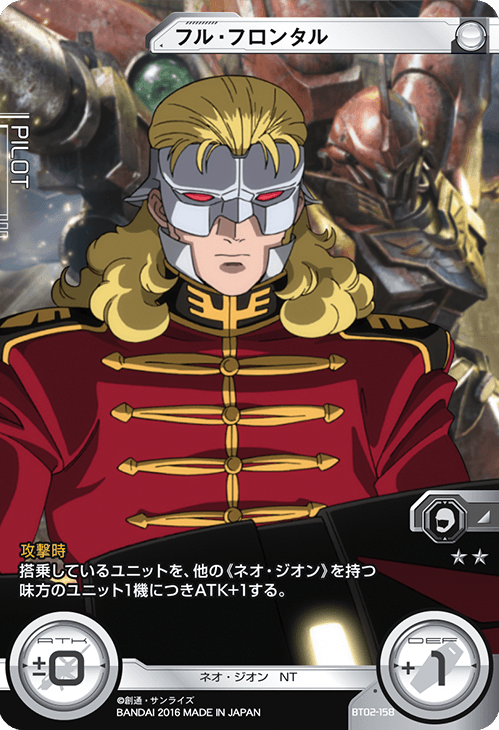 フル・フロンタル
PILOT
攻撃時
搭乗しているユニットを、他の《ネオ・ジオン》を持つ
味方のユニット1機につきATK+1する。
ATK
±0
DEF
+1
ネオ・ジオン NT
©創通・サンライズ
BANDAI 2016 MADE IN JAPAN
BT02-158